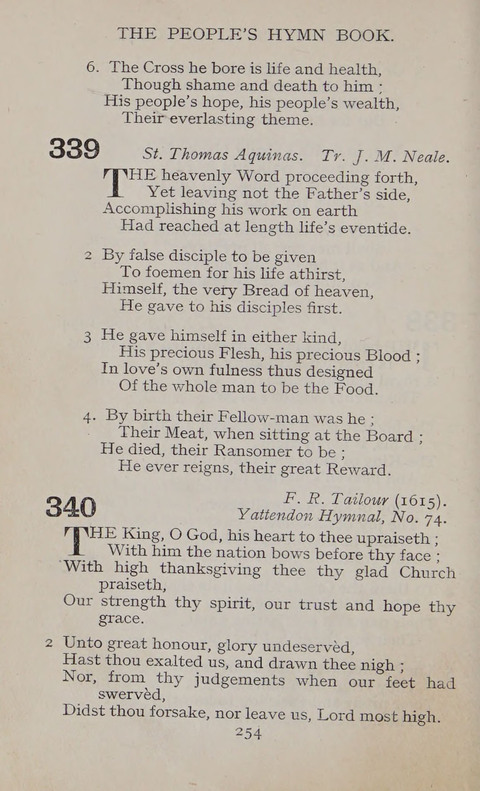 THE PEOPLE'S HYMN BOOK.
6. The Cross he bore is life and health,
Though shame and death to him ;
His people's hope, his people's wealth,
Their everlasting theme.
339
St. Thomas Aquinas. Tr. J. M. Neale.
THE heavenly Word proceeding forth,
Yet leaving not the Father's side,
Accomplishing his work on earth
Had reached at length life's eventide.
2 By false disciple to be given
To foemen for his life athirst,
Himself, the very Bread of heaven,
He gave to his disciples first.
3 He gave himself in either kind,
His precious Flesh, his precious Blood ;
In love's own fulness thus designed
Of the whole man to be the Food.
4. By birth their Fellow-man was he ;
Their Meat, when sitting at the Board ;
He died, their Ransomer to be ;
He ever reigns, their great Reward.
340
F. R. Tailour (1615).
Yattendon Hymnal, No. 74.
THE King, O God, his heart to thee upraiseth ;
With him the nation bows before thy face ;
With high thanksgiving thee thy glad Church
praiseth,
Our strength thy spirit, our trust and hope thy
grace.
2 Unto great honour, glory undeservèd,
Hast thou exalted us, and drawn thee nigh ;
Nor, from thy judgements when our feet had
swervèd,
Didst thou forsake, nor leave us, Lord most high.
254